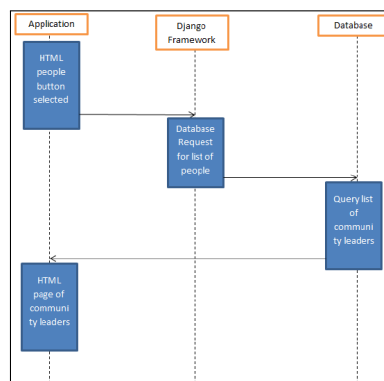 Application
Django
Framework
Database
HTML
people
button
selected
Database
Request
for list of
people
Query list
of
communi
ty leaders
HTML
page of
communi
ty leaders